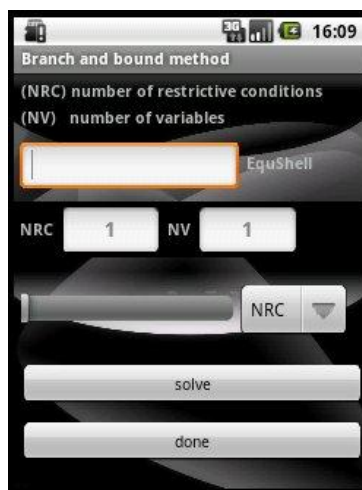 3G
16:09
Branch and bound method
(NRC) number of restrictive conditions
(NV) number of variables
EquShell
NRC 1 NV 1
NRC
solve
done